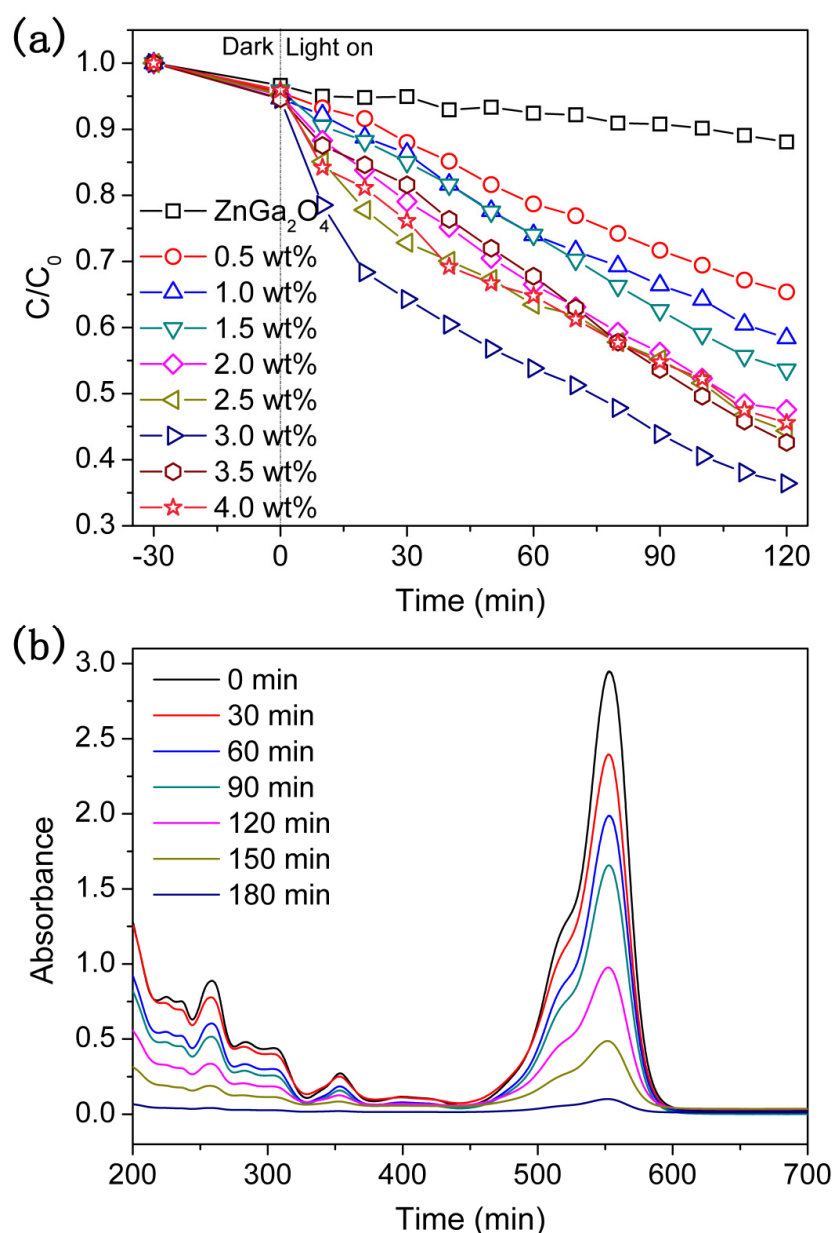 (a)
Dark Light on
1.0
0.9
0.8
0.7
0.6
0.5
0.4
0.3
C/C₀
ZnGa₂O₄
0.5 wt%
1.0 wt%
1.5 wt%
2.0 wt%
2.5 wt%
3.0 wt%
3.5 wt%
4.0 wt%
-30 0 30 60 90 120
Time (min)
(b)
3.0
2.5
2.0
1.5
1.0
0.5
0.0
Absorbance
0 min
30 min
60 min
90 min
120 min
150 min
180 min
200 300 400 500 600 700
Time (min)